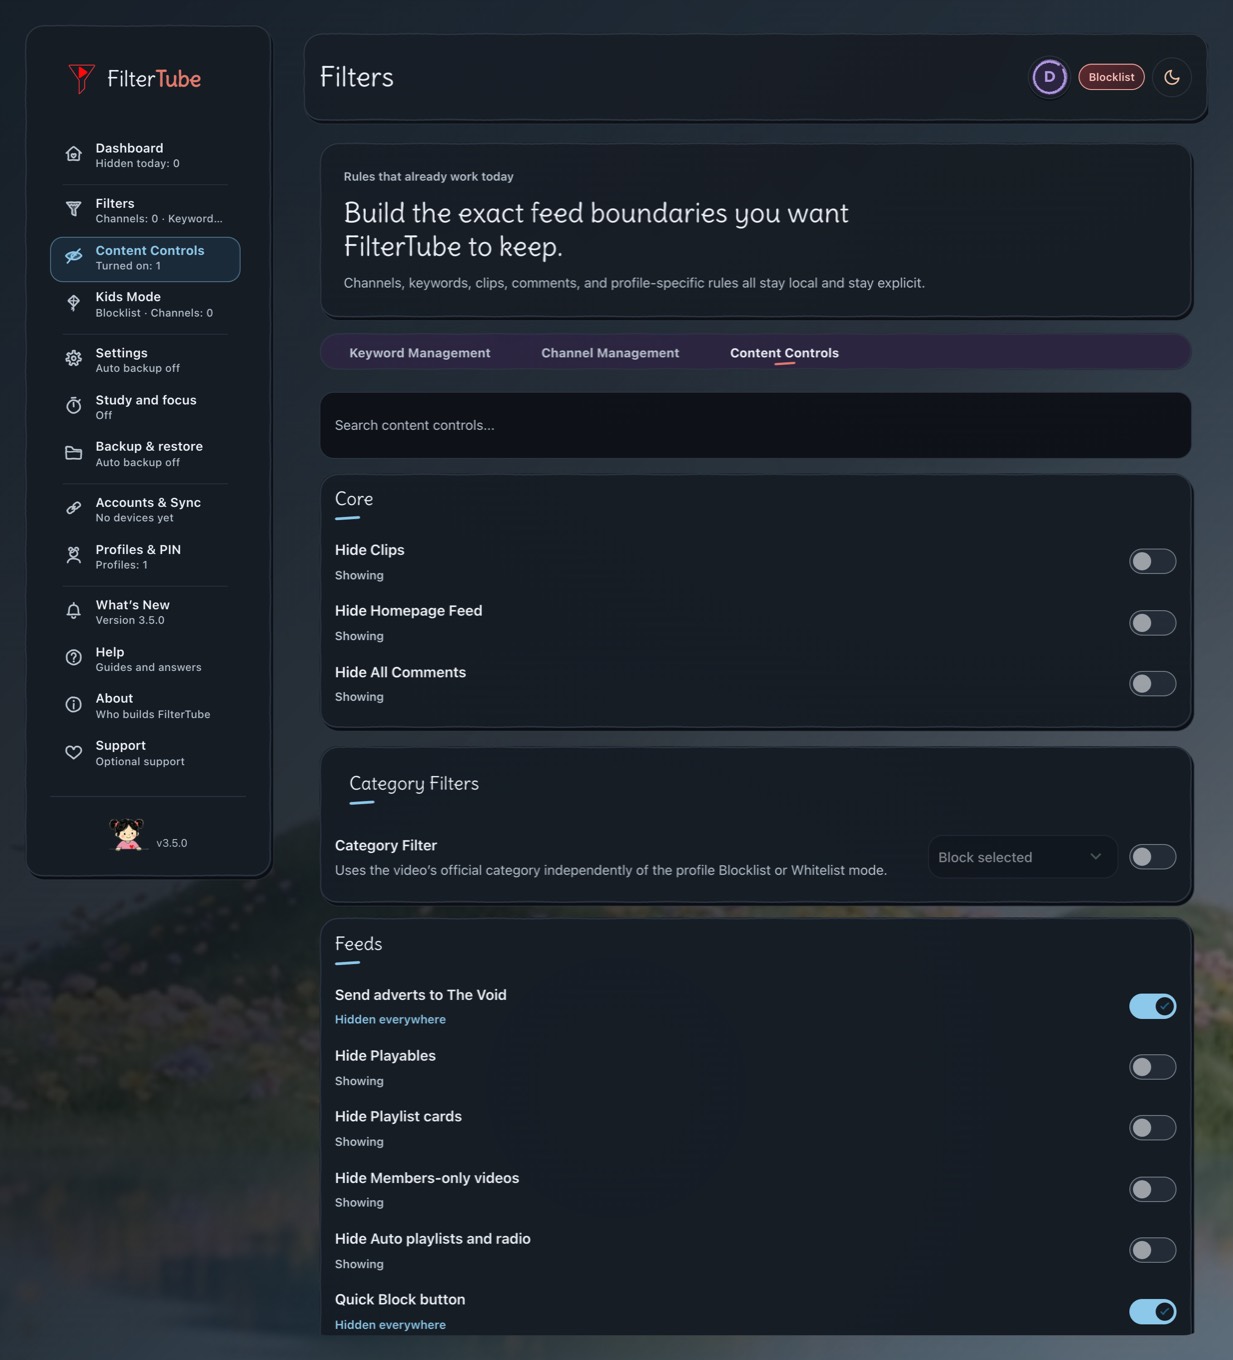 FilterTube
Dashboard
Hidden today: 0
Filters
Channels: 0 · Keyword...
Content Controls
Turned on: 1
Kids Mode
Blocklist · Channels: 0
Settings
Auto backup off
Study and focus
Off
Backup & restore
Auto backup off
Accounts & Sync
No devices yet
Profiles & PIN
Profiles: 1
What's New
Version 3.5.0
Help
Guides and answers
About
Who builds FilterTube
Support
Optional support
v3.5.0
Filters
D
Blocklist
Rules that already work today
Build the exact feed boundaries you want
FilterTube to keep.
Channels, keywords, clips, comments, and profile-specific rules all stay local and stay explicit.
Keyword Management
Channel Management
Content Controls
Search content controls...
Core
Hide Clips
Showing
Hide Homepage Feed
Showing
Hide All Comments
Showing
Category Filters
Category Filter
Uses the video's official category independently of the profile Blocklist or Whitelist mode.
Block selected
Feeds
Send adverts to The Void
Hidden everywhere
Hide Playables
Showing
Hide Playlist cards
Showing
Hide Members-only videos
Showing
Hide Auto playlists and radio
Showing
Quick Block button
Hidden everywhere